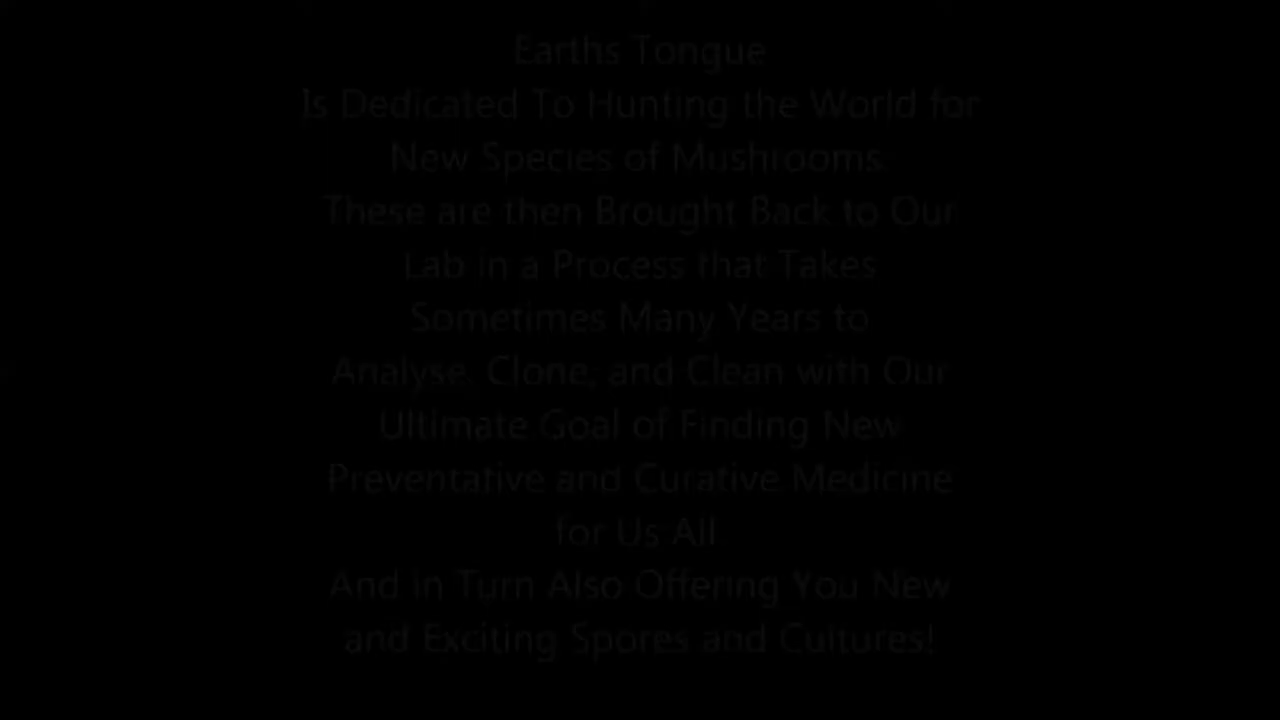 Earths Tongue
Is Dedicated To Hunting the World for
New Species of Mushrooms.
These are then Brought Back to Our
Lab in a Process that Takes
Sometimes Many Years to
Analyse, Clone, and Clean with Our
Ultimate Goal of Finding New
Preventative and Curative Medicine
for Us All.
And in Turn Also Offering You New
and Exciting Spores and Cultures!